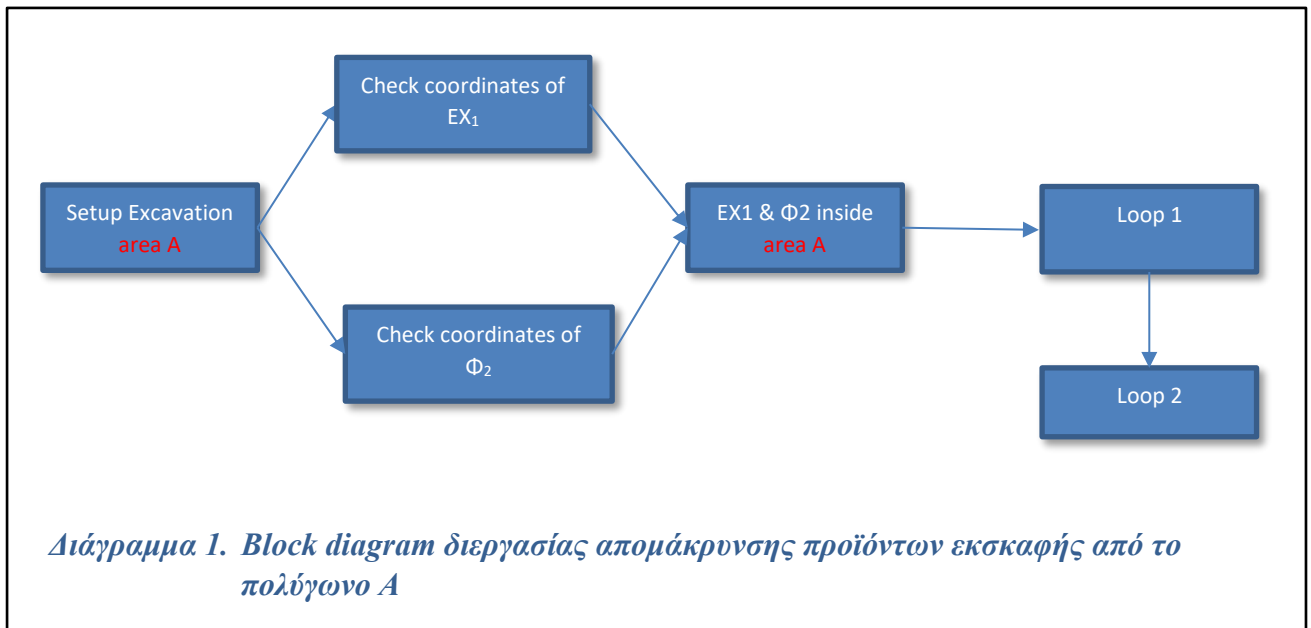 Check coordinates of
EX₁
Setup Excavation
area A
EX1 & Φ2 inside
area A
Loop 1
Check coordinates of
Φ₂
Loop 2
Διάγραμμα 1. Block diagram διεργασίας απομάκρυνσης προϊόντων εκσκαφής από το
πολύγωνο Α